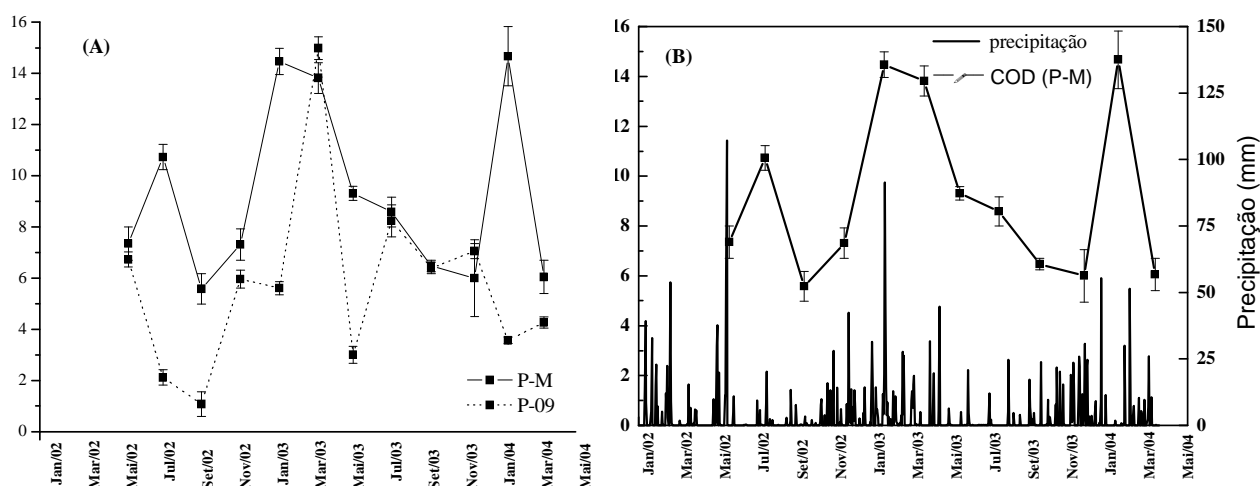 (A)
16
14
12
10
8
6
4
2
0
P-M
P-09
Jan/02
Mar/02
Mai/02
Jul/02
Set/02
Nov/02
Jan/03
Mar/03
Mai/03
Jul/03
Set/03
Nov/03
Jan/04
Mar/04
Mai/04
(B)
precipitação
COD (P-M)
16
14
12
10
8
6
4
2
0
150
125
100
75
50
25
0
Precipitação (mm)
Jan/02
Mar/02
Mai/02
Jul/02
Set/02
Nov/02
Jan/03
Mar/03
Mai/03
Jul/03
Set/03
Nov/03
Jan/04
Mar/04
Mai/04